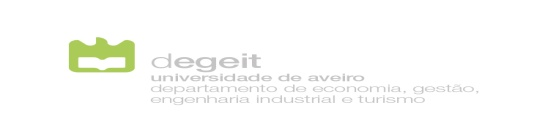 degeit
universidade de aveiro
departamento de economia, gestão,
engenharia industrial e turismo